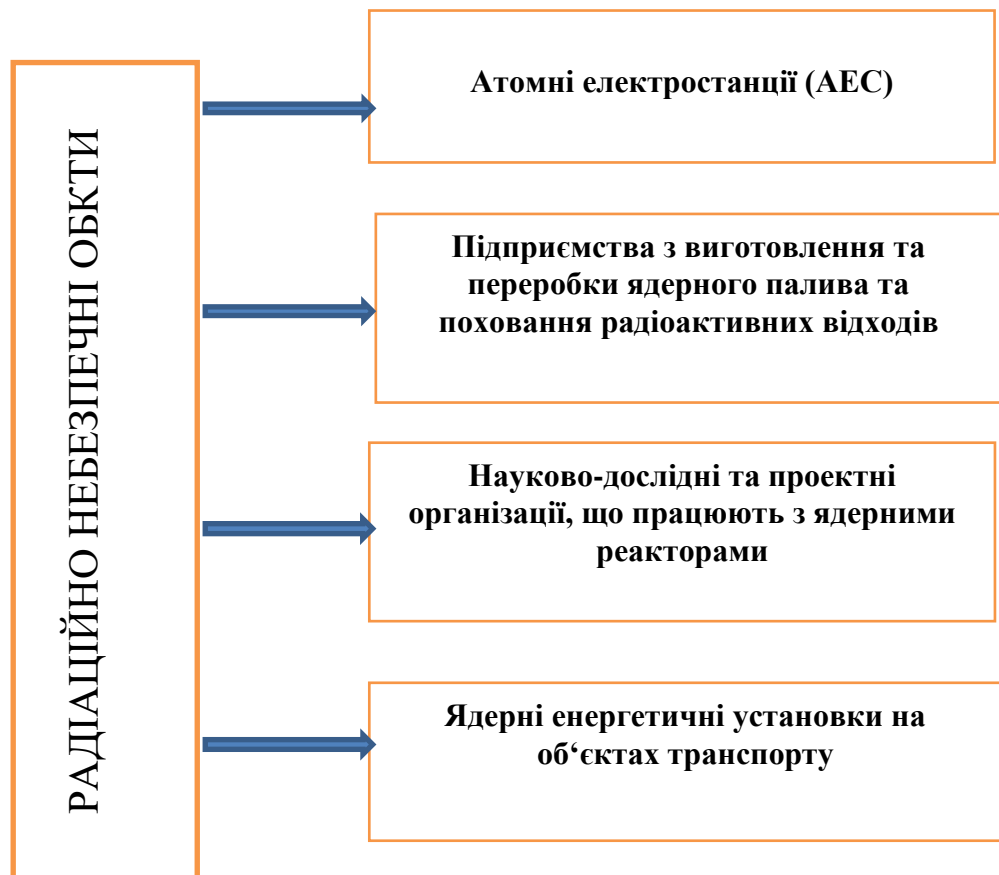 РАДІАЦІЙНО НЕБЕЗПЕЧНІ ОБКТИ
Атомні електростанції (АЕС)
Підприємства з виготовлення та
переробки ядерного палива та
поховання радіоактивних відходів
Науково-дослідні та проектні
організації, що працюють з ядерними
реакторами
Ядерні енергетичні установки на
об‘єктах транспорту